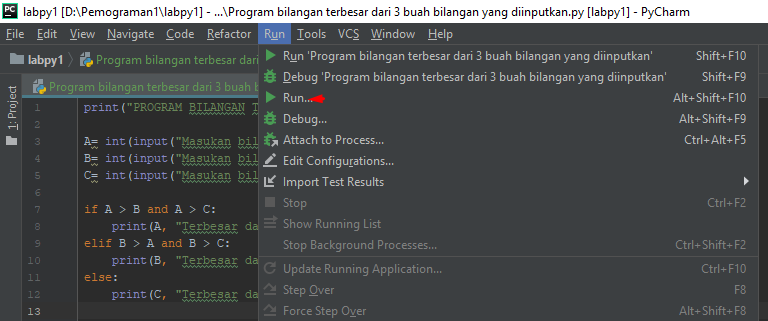 PC labpy1 [D:\Pemograman1\labpy1] - ...\Program bilangan terbesar dari 3 buah bilangan yang diinputkan.py [labpy1] - PyCharm
File Edit View Navigate Code Refactor Run Tools VCS Window Help
labpy1 Program bilangan terbesar dari
Program bilangan terbesar dari 3 buah b
1: Project
1 print("PROGRAM BILANGAN T
2
3 A= int(input("Masukan bil
4 B= int(input("Masukan bil
5 C= int(input("Masukan bil
6
7 if A > B and A > C:
8 print(A, "Terbesar da
9 elif B > A and B > C:
10 print(B, "Terbesar da
11 else:
12 print(C, "Terbesar da
13
Run 'Program bilangan terbesar dari 3 buah bilangan yang diinputkan' Shift+F10
Debug 'Program bilangan terbesar dari 3 buah bilangan yang diinputkan' Shift+F9
Run... Alt+Shift+F10
Debug... Alt+Shift+F9
Attach to Process... Ctrl+Alt+F5
Edit Configurations...
Import Test Results
Stop Ctrl+F2
Show Running List
Stop Background Processes... Ctrl+Shift+F2
Update Running Application... Ctrl+F10
Step Over F8
Force Step Over Alt+Shift+F8